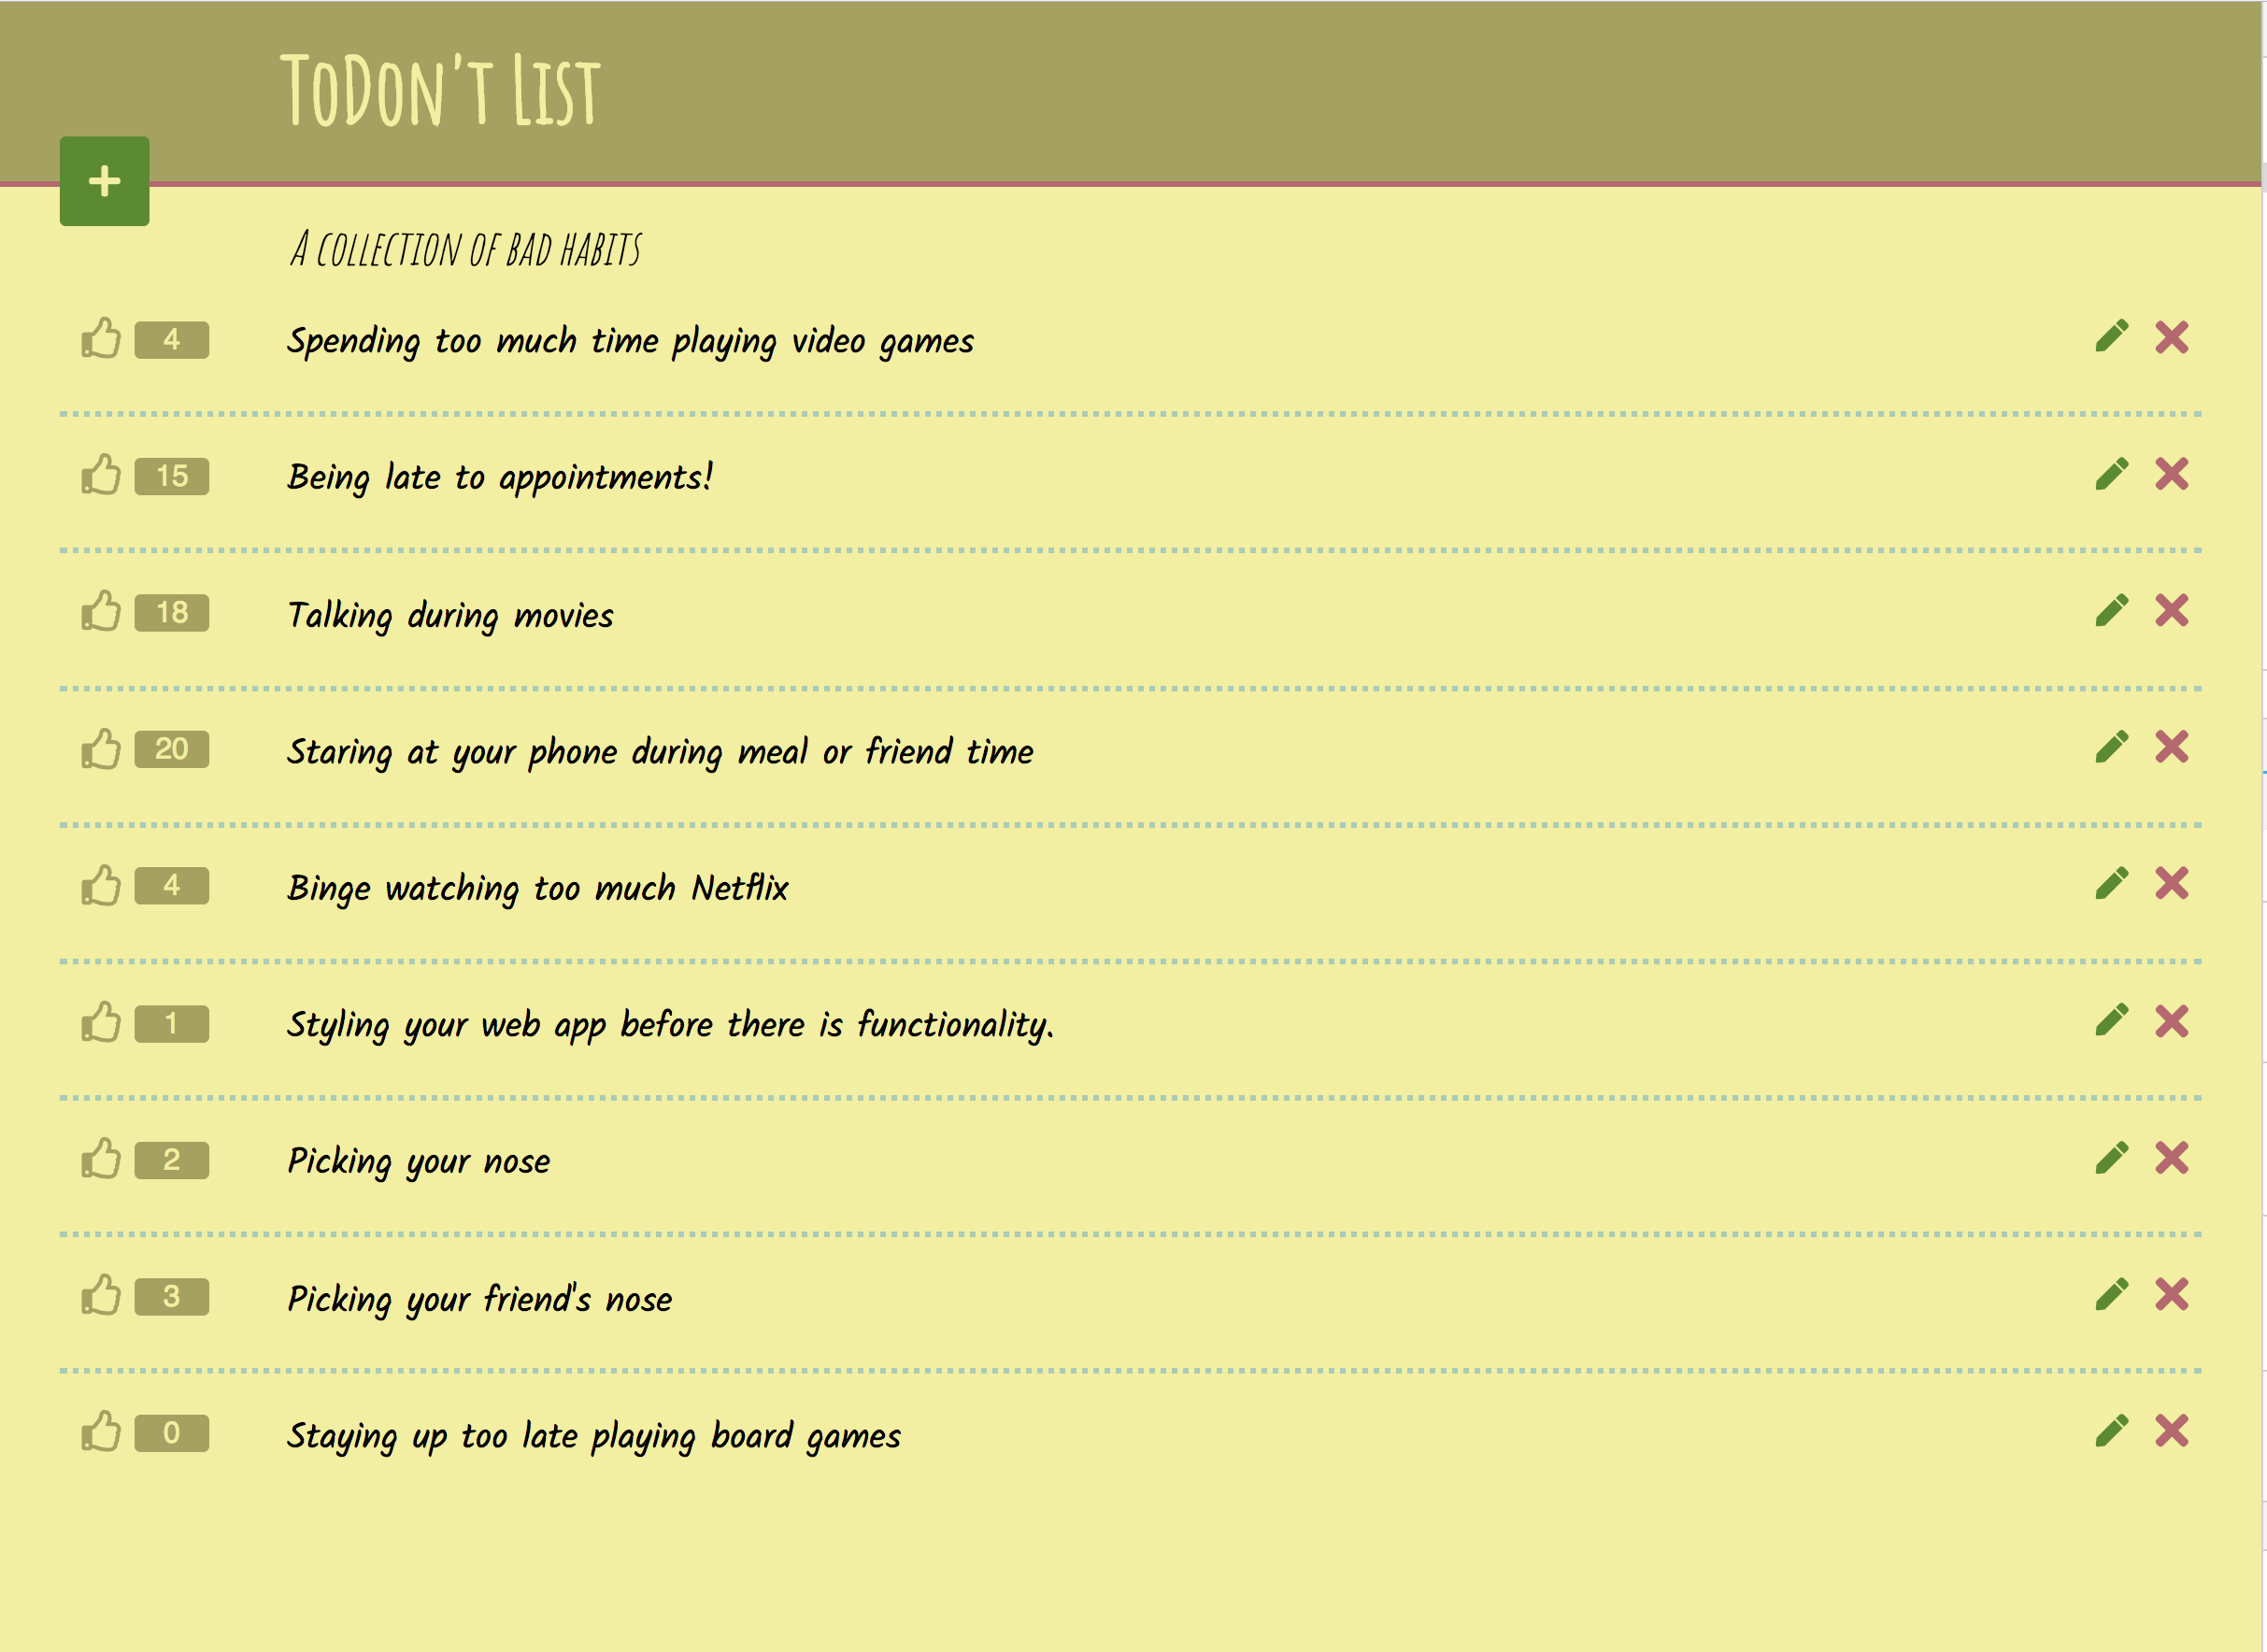 ToDon't List
+
A collection of bad habits
4 Spending too much time playing video games
15 Being late to appointments!
18 Talking during movies
20 Staring at your phone during meal or friend time
4 Binge watching too much Netflix
1 Styling your web app before there is functionality.
2 Picking your nose
3 Picking your friend's nose
0 Staying up too late playing board games